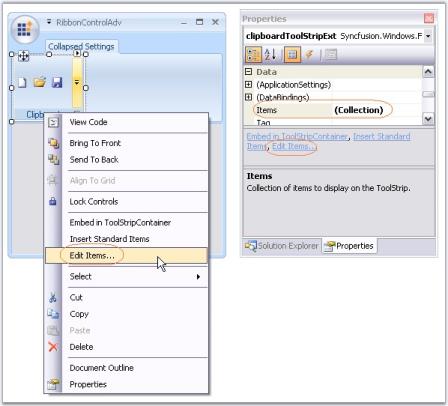 RibbonControlAdv
Collapsed Settings
View Code
Bring To Front
Send To Back
Align To Grid
Lock Controls
Embed in ToolStripContainer
Insert Standard Items
Edit Items...
Select
Cut
Copy
Paste
Delete
Document Outline
Properties
Properties
clipboardToolStripExt Syncfusion.Windows.F
Data
(ApplicationSettings)
(DataBindings)
Items (Collection)
Tag
Embed in ToolStripContainer, Insert Standard
Items, Edit Items...
Items
Collection of items to display on the ToolStrip.
Solution Explorer Properties